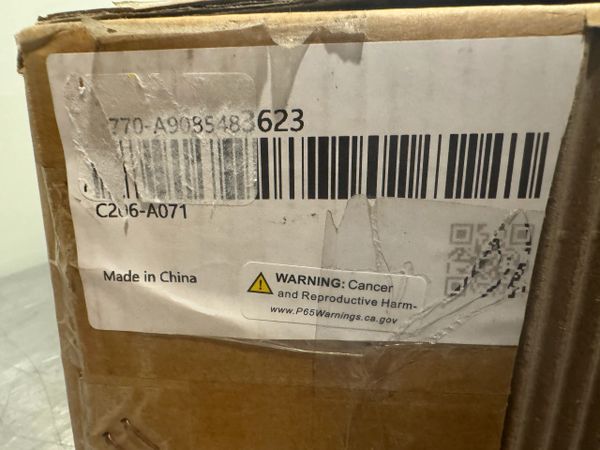 770-A9085483623
C206-A071
Made in China
WARNING: Cancer
and Reproductive Harm-
www.P65Warnings.ca.gov